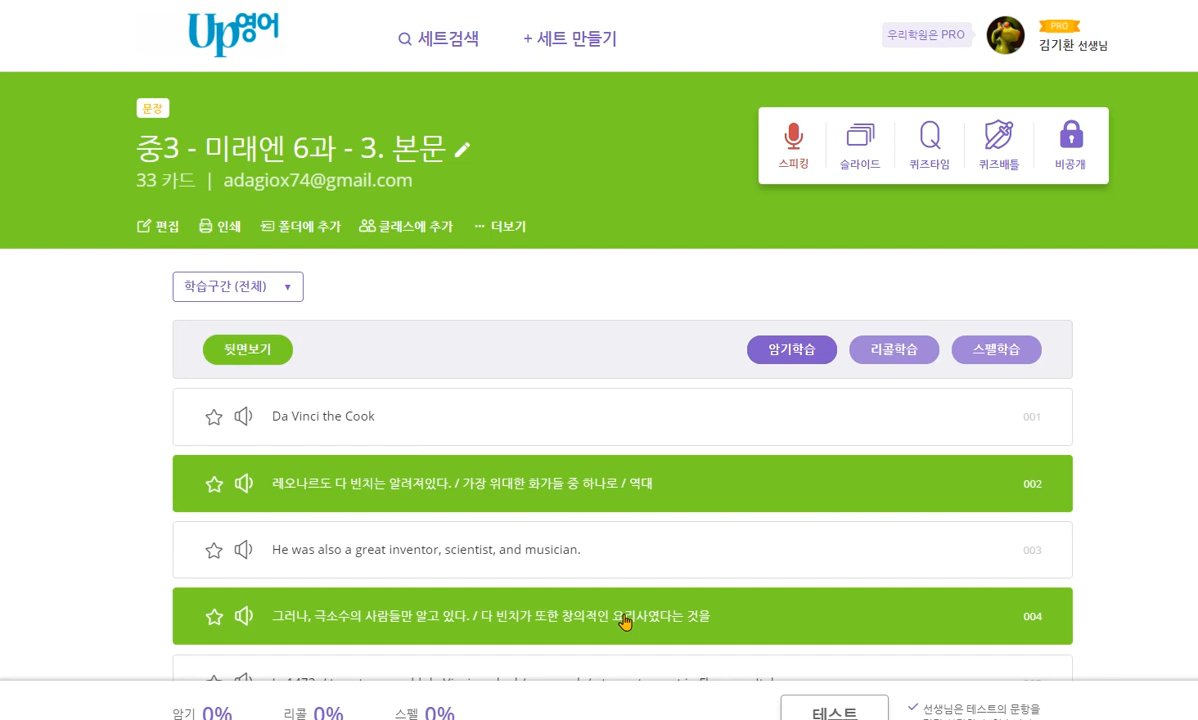 Up영어
세트검색
+ 세트 만들기
우리학원은 PRO
PRO
김기환 선생님
문장
중3 - 미래엔 6과 - 3. 본문
33 카드 | adagiox74@gmail.com
편집
인쇄
폴더에 추가
클래스에 추가
··· 더보기
스피킹
슬라이드
퀴즈타임
퀴즈배틀
비공개
학습구간 (전체) ▼
뒷면보기
암기학습
리콜학습
스펠학습
Da Vinci the Cook 001
레오나르도 다 빈치는 알려져있다. / 가장 위대한 화가들 중 하나로 / 역대 002
He was also a great inventor, scientist, and musician. 003
그러나, 극소수의 사람들만 알고 있다. / 다 빈치가 또한 창의적인 요리사였다는 것을 004
암기 0%
리콜 0%
스펠 0%
테스트
선생님은 테스트의 문항을